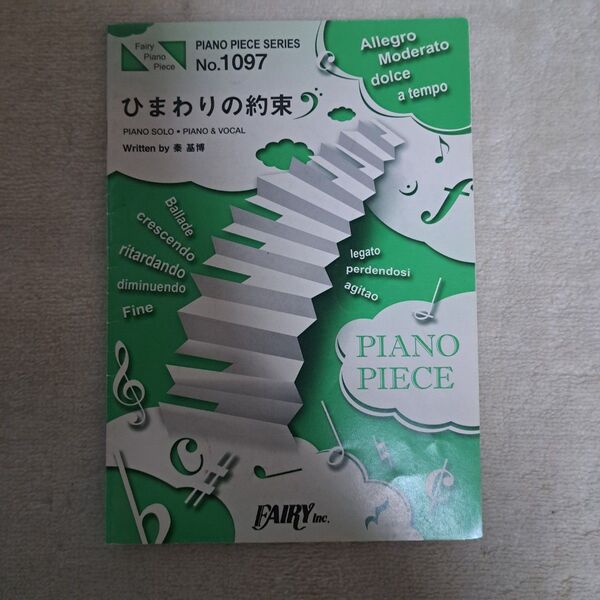 Fairy
Piano
Piece
PIANO PIECE SERIES
No.1097
ひまわりの約束
PIANO SOLO • PIANO & VOCAL
Written by 秦 基博
Allegro
Moderato
dolce
a tempo
Ballade
crescendo
ritardando
diminuendo
Fine
legato
perdendosi
agitao
PIANO
PIECE
FAIRY Inc.